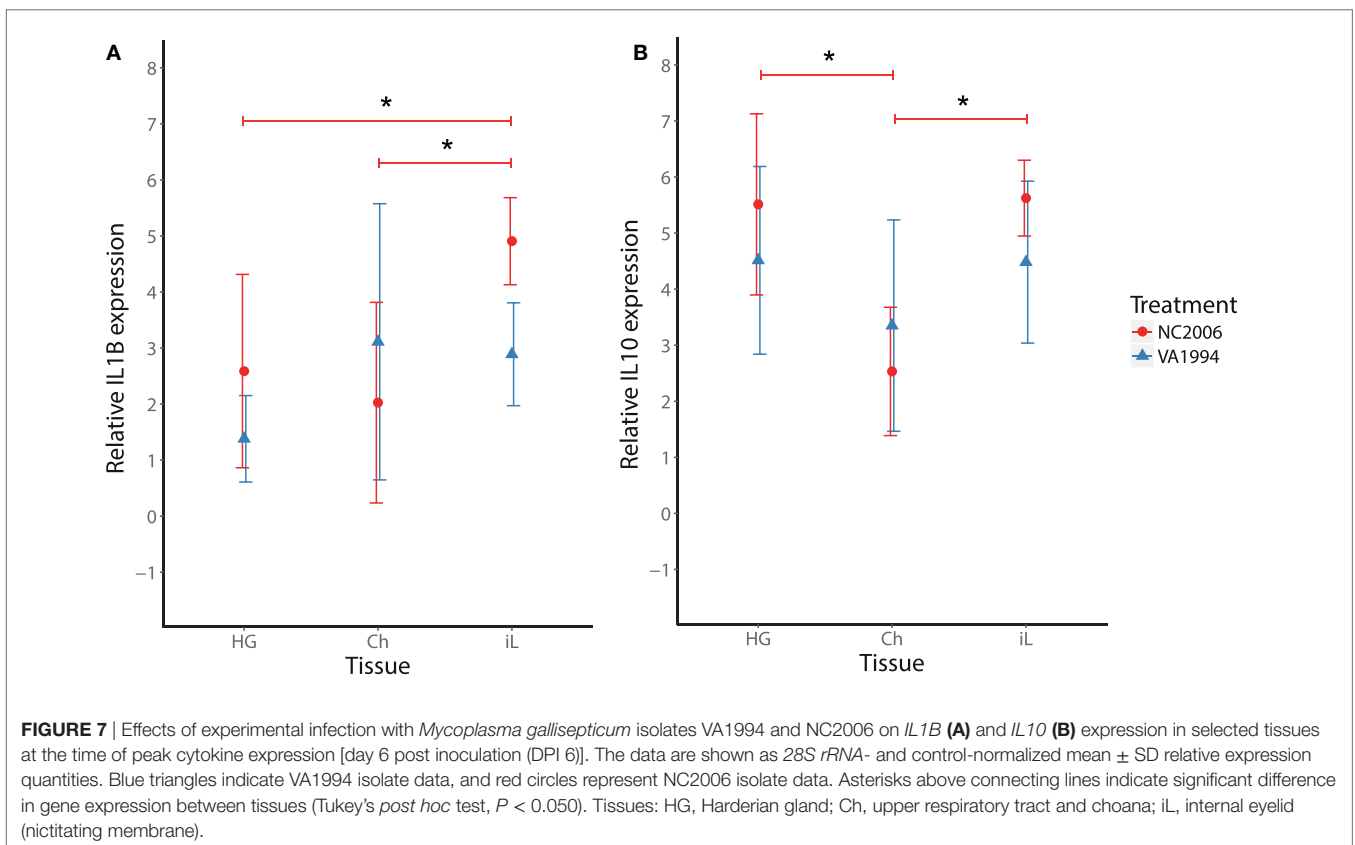 A
B
8
7
6
5
4
3
2
1
0
−1
Relative IL1B expression
*
*
HG
Ch
iL
Tissue
8
7
6
5
4
3
2
1
0
−1
Relative IL10 expression
*
*
HG
Ch
iL
Tissue
Treatment
NC2006
VA1994
FIGURE 7 | Effects of experimental infection with Mycoplasma gallisepticum isolates VA1994 and NC2006 on IL1B (A) and IL10 (B) expression in selected tissues
at the time of peak cytokine expression [day 6 post inoculation (DPI 6)]. The data are shown as 28S rRNA- and control-normalized mean ± SD relative expression
quantities. Blue triangles indicate VA1994 isolate data, and red circles represent NC2006 isolate data. Asterisks above connecting lines indicate significant difference
in gene expression between tissues (Tukey's post hoc test, P < 0.050). Tissues: HG, Harderian gland; Ch, upper respiratory tract and choana; iL, internal eyelid
(nictitating membrane).